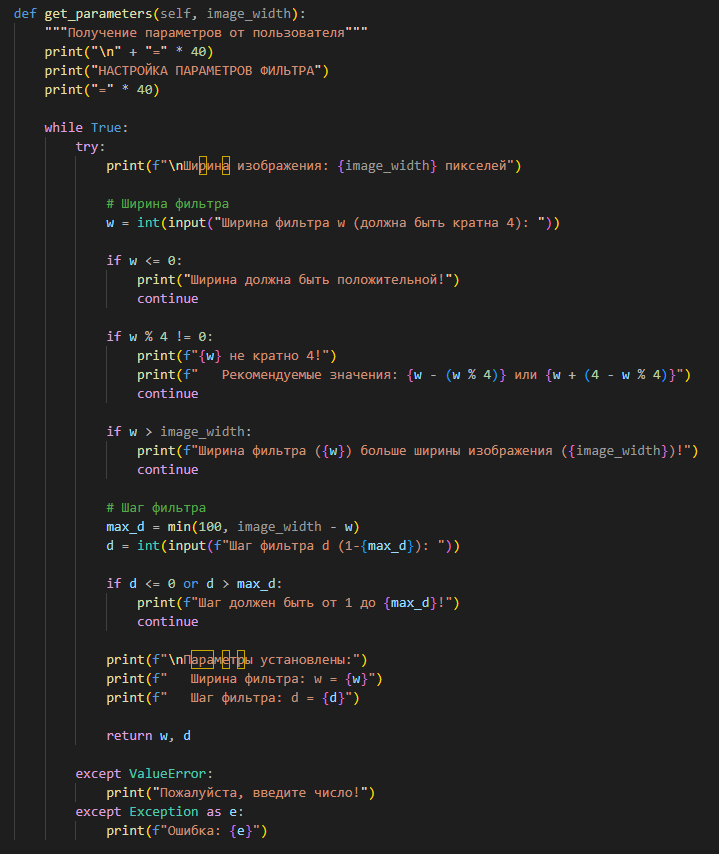 def get_parameters(self, image_width):
"""Получение параметров от пользователя"""
print("\n" + "=" * 40)
print("НАСТРОЙКА ПАРАМЕТРОВ ФИЛЬТРА")
print("=" * 40)
while True:
try:
print(f"\nШирина изображения: {image_width} пикселей")
# Ширина фильтра
w = int(input("Ширина фильтра w (должна быть кратна 4): "))
if w <= 0:
print("Ширина должна быть положительной!")
continue
if w % 4 != 0:
print(f"{w} не кратно 4!")
print(f"   Рекомендуемые значения: {w - (w % 4)} или {w + (4 - w % 4)}")
continue
if w > image_width:
print(f"Ширина фильтра ({w}) больше ширины изображения ({image_width})!")
continue
# Шаг фильтра
max_d = min(100, image_width - w)
d = int(input(f"Шаг фильтра d (1-{max_d}): "))
if d <= 0 or d > max_d:
print(f"Шаг должен быть от 1 до {max_d}!")
continue
print(f"\nПараметры установлены:")
print(f"   Ширина фильтра: w = {w}")
print(f"   Шаг фильтра: d = {d}")
return w, d
except ValueError:
print("Пожалуйста, введите число!")
except Exception as e:
print(f"Ошибка: {e}")